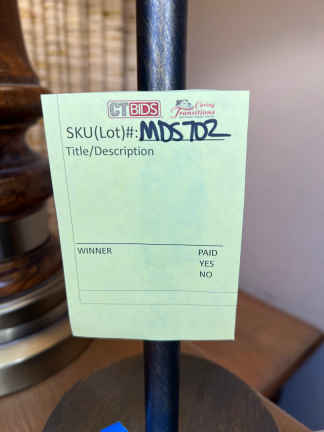 CTBIDS Caring Transitions
SKU(Lot)#: MDS702
Title/Description
WINNER PAID
YES
NO